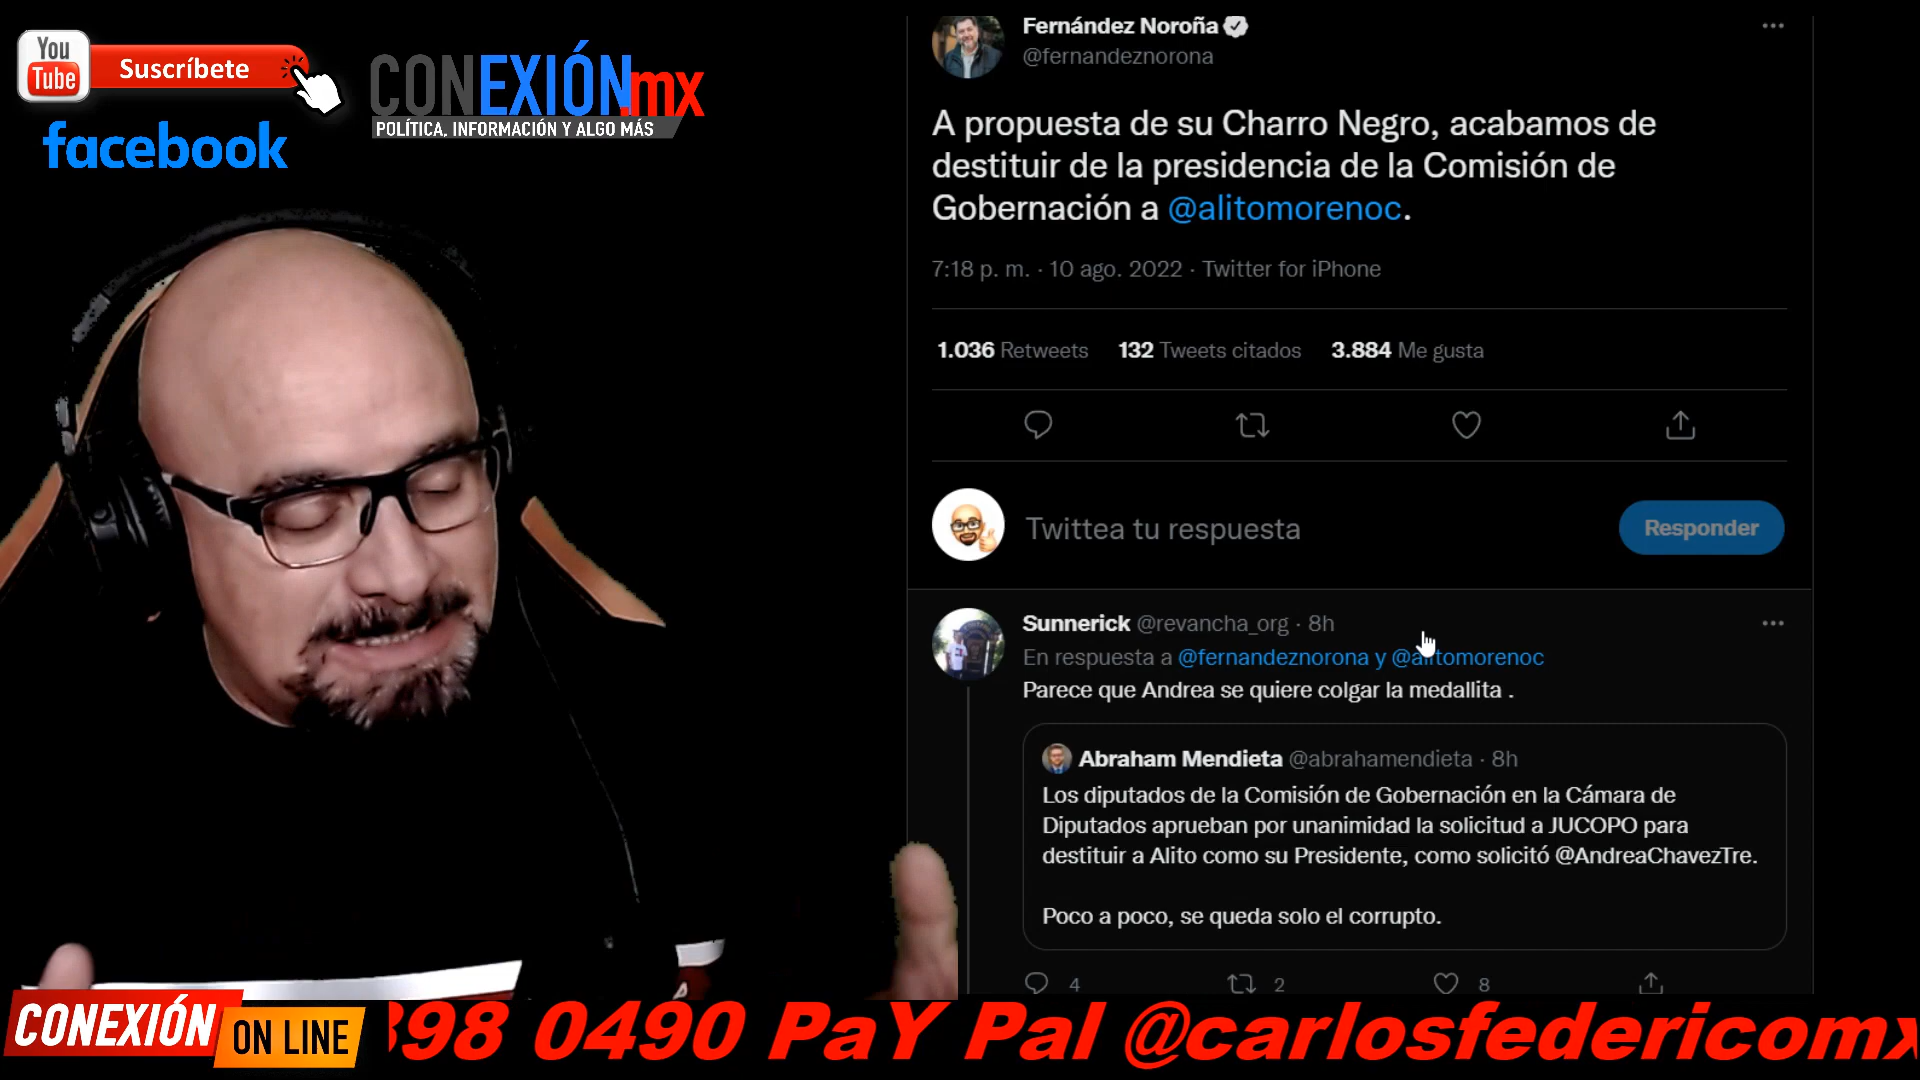 You
Tube
Suscríbete
facebook
CONEXIÓN.mx
POLÍTICA, INFORMACIÓN Y ALGO MÁS
Fernández Noroña
@fernandeznorona
A propuesta de su Charro Negro, acabamos de
destituir de la presidencia de la Comisión de
Gobernación a @alitomorenoc.
7:18 p. m. · 10 ago. 2022 · Twitter for iPhone
1.036 Retweets 132 Tweets citados 3.884 Me gusta
Twittea tu respuesta
Responder
Sunnerick @revancha_org · 8h
En respuesta a @fernandeznorona y @alitomorenoc
Parece que Andrea se quiere colgar la medallita .
Abraham Mendieta @abrahamendieta · 8h
Los diputados de la Comisión de Gobernación en la Cámara de
Diputados aprueban por unanimidad la solicitud a JUCOPO para
destituir a Alito como su Presidente, como solicitó @AndreaChavezTre.
Poco a poco, se queda solo el corrupto.
4 2 8
CONEXIÓN
ON LINE
398 0490 PaY Pal @carlosfedericomx